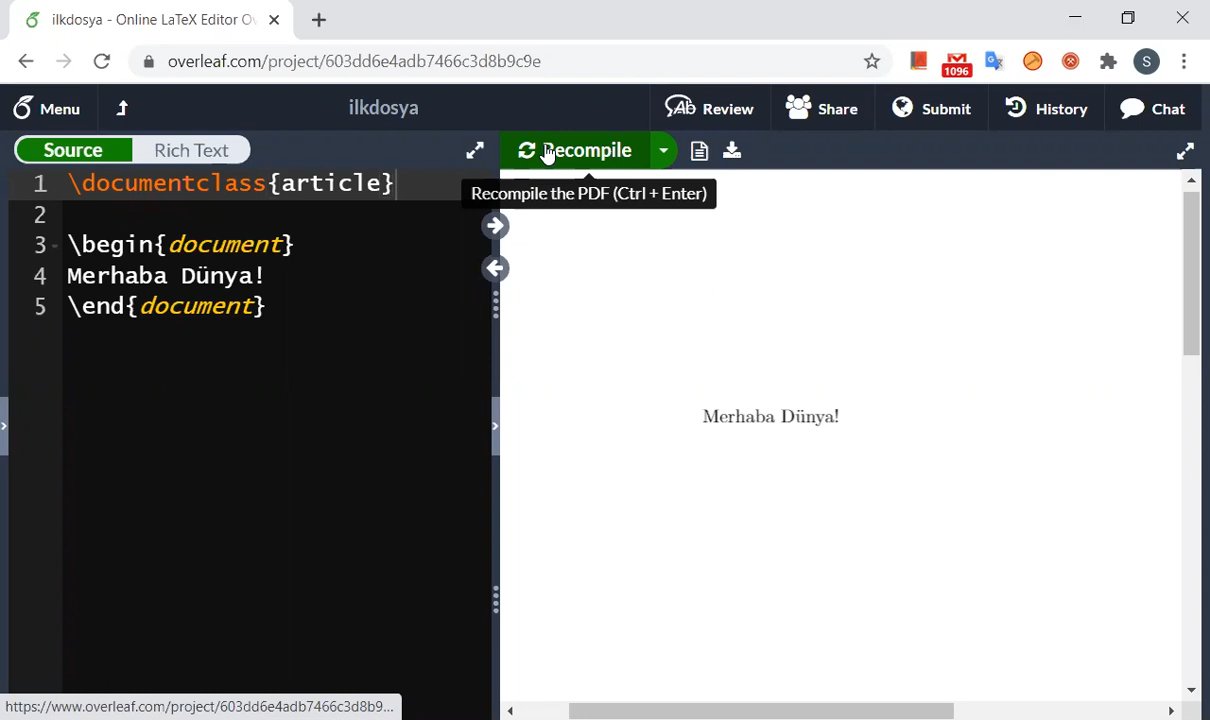 ilkdosya - Online LaTeX Editor Ov
overleaf.com/project/603dd6e4adb7466c3d8b9c9e
1096
S
Menu
ilkdosya
Review
Share
Submit
History
Chat
Source
Rich Text
Recompile
1 \documentclass{article}
Recompile the PDF (Ctrl + Enter)
2
3 \begin{document}
4 Merhaba Dünya!
5 \end{document}
Merhaba Dünya!
https://www.overleaf.com/project/603dd6e4adb7466c3d8b9...